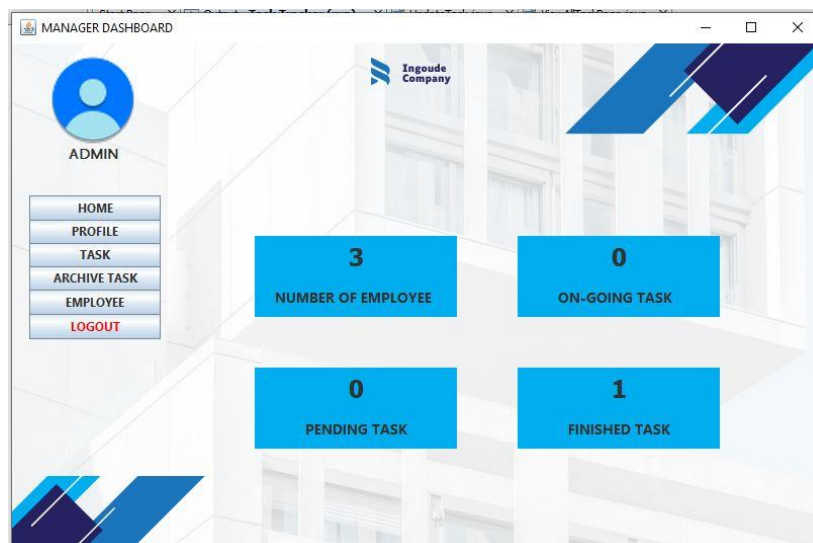 MANAGER DASHBOARD
Ingoude
Company
ADMIN
HOME
PROFILE
TASK
ARCHIVE TASK
EMPLOYEE
LOGOUT
3
NUMBER OF EMPLOYEE
0
ON-GOING TASK
0
PENDING TASK
1
FINISHED TASK